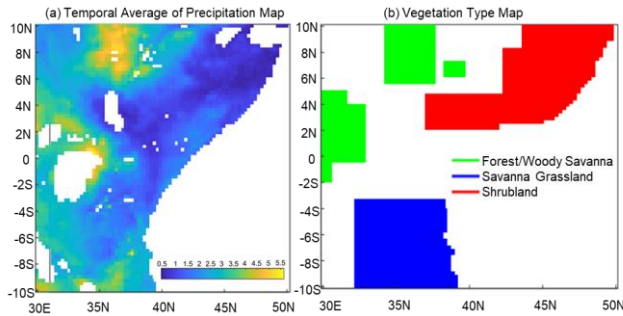 (a) Temporal Average of Precipitation Map
(b) Vegetation Type Map
10N
8N
6N
4N
2N
0
-2S
-4S
-6S
-8S
-10S
30E
35N
40N
45N
50N
0.5 1 1.5 2 2.5 3 3.5 4 4.5 5 5.5
10N
8N
6N
4N
2N
0
-2S
-4S
-6S
-8S
-10S
30E
35N
40N
45N
50N
Forest/Woody Savanna
Savanna Grassland
Shrubland